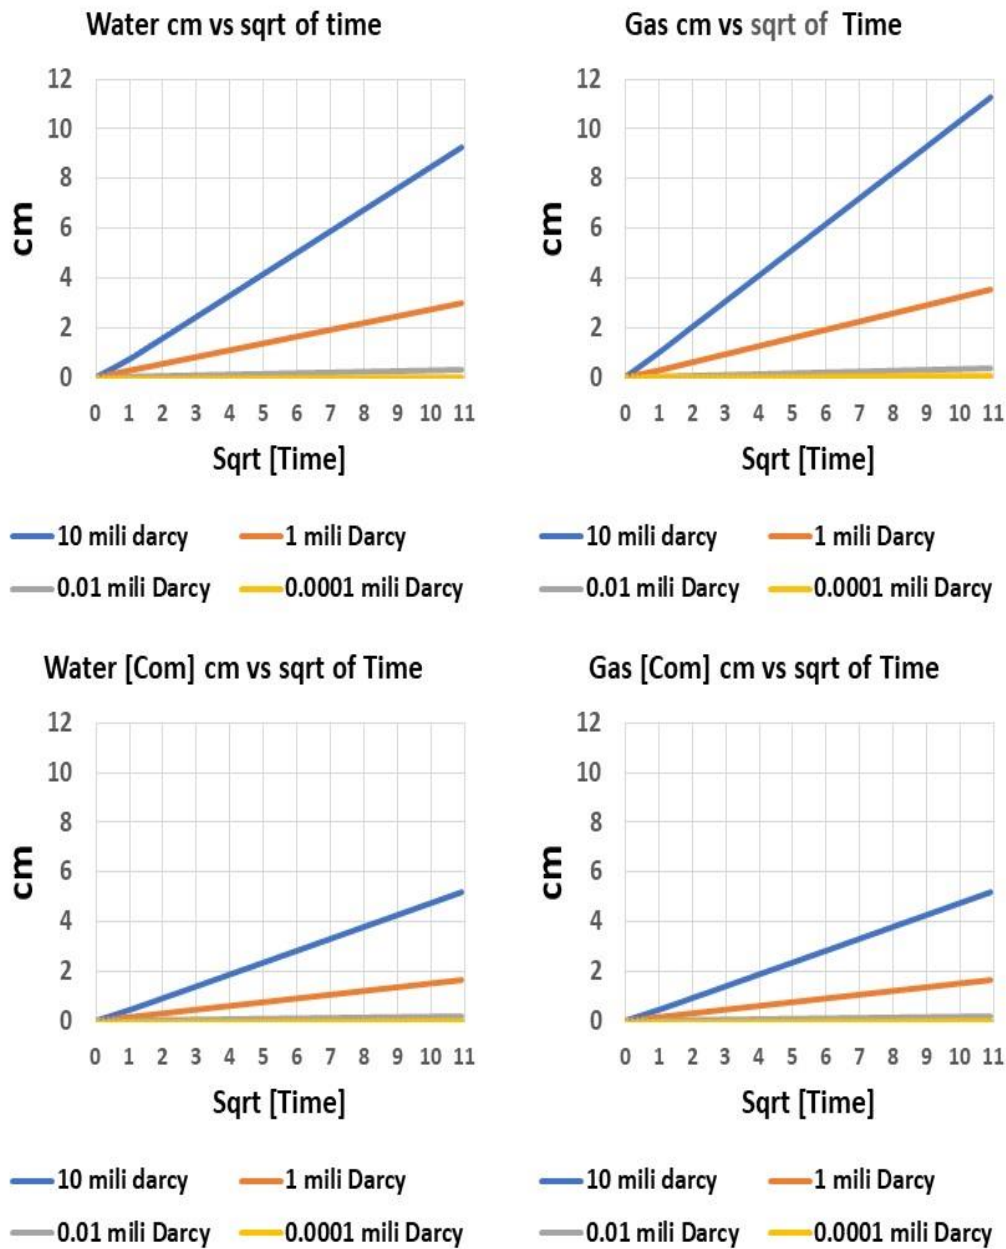 Water cm vs sqrt of time
12
10
8
6
4
2
0
cm
0 1 2 3 4 5 6 7 8 9 10 11
Sqrt [Time]
10 mili darcy 1 mili Darcy
0.01 mili Darcy 0.0001 mili Darcy
Gas cm vs sqrt of Time
12
10
8
6
4
2
0
cm
0 1 2 3 4 5 6 7 8 9 10 11
Sqrt [Time]
10 mili darcy 1 mili Darcy
0.01 mili Darcy 0.0001 mili Darcy
Water [Com] cm vs sqrt of Time
12
10
8
6
4
2
0
cm
0 1 2 3 4 5 6 7 8 9 10 11
Sqrt [Time]
10 mili darcy 1 mili Darcy
0.01 mili Darcy 0.0001 mili Darcy
Gas [Com] cm vs sqrt of Time
12
10
8
6
4
2
0
cm
0 1 2 3 4 5 6 7 8 9 10 11
Sqrt [Time]
10 mili darcy 1 mili Darcy
0.01 mili Darcy 0.0001 mili Darcy